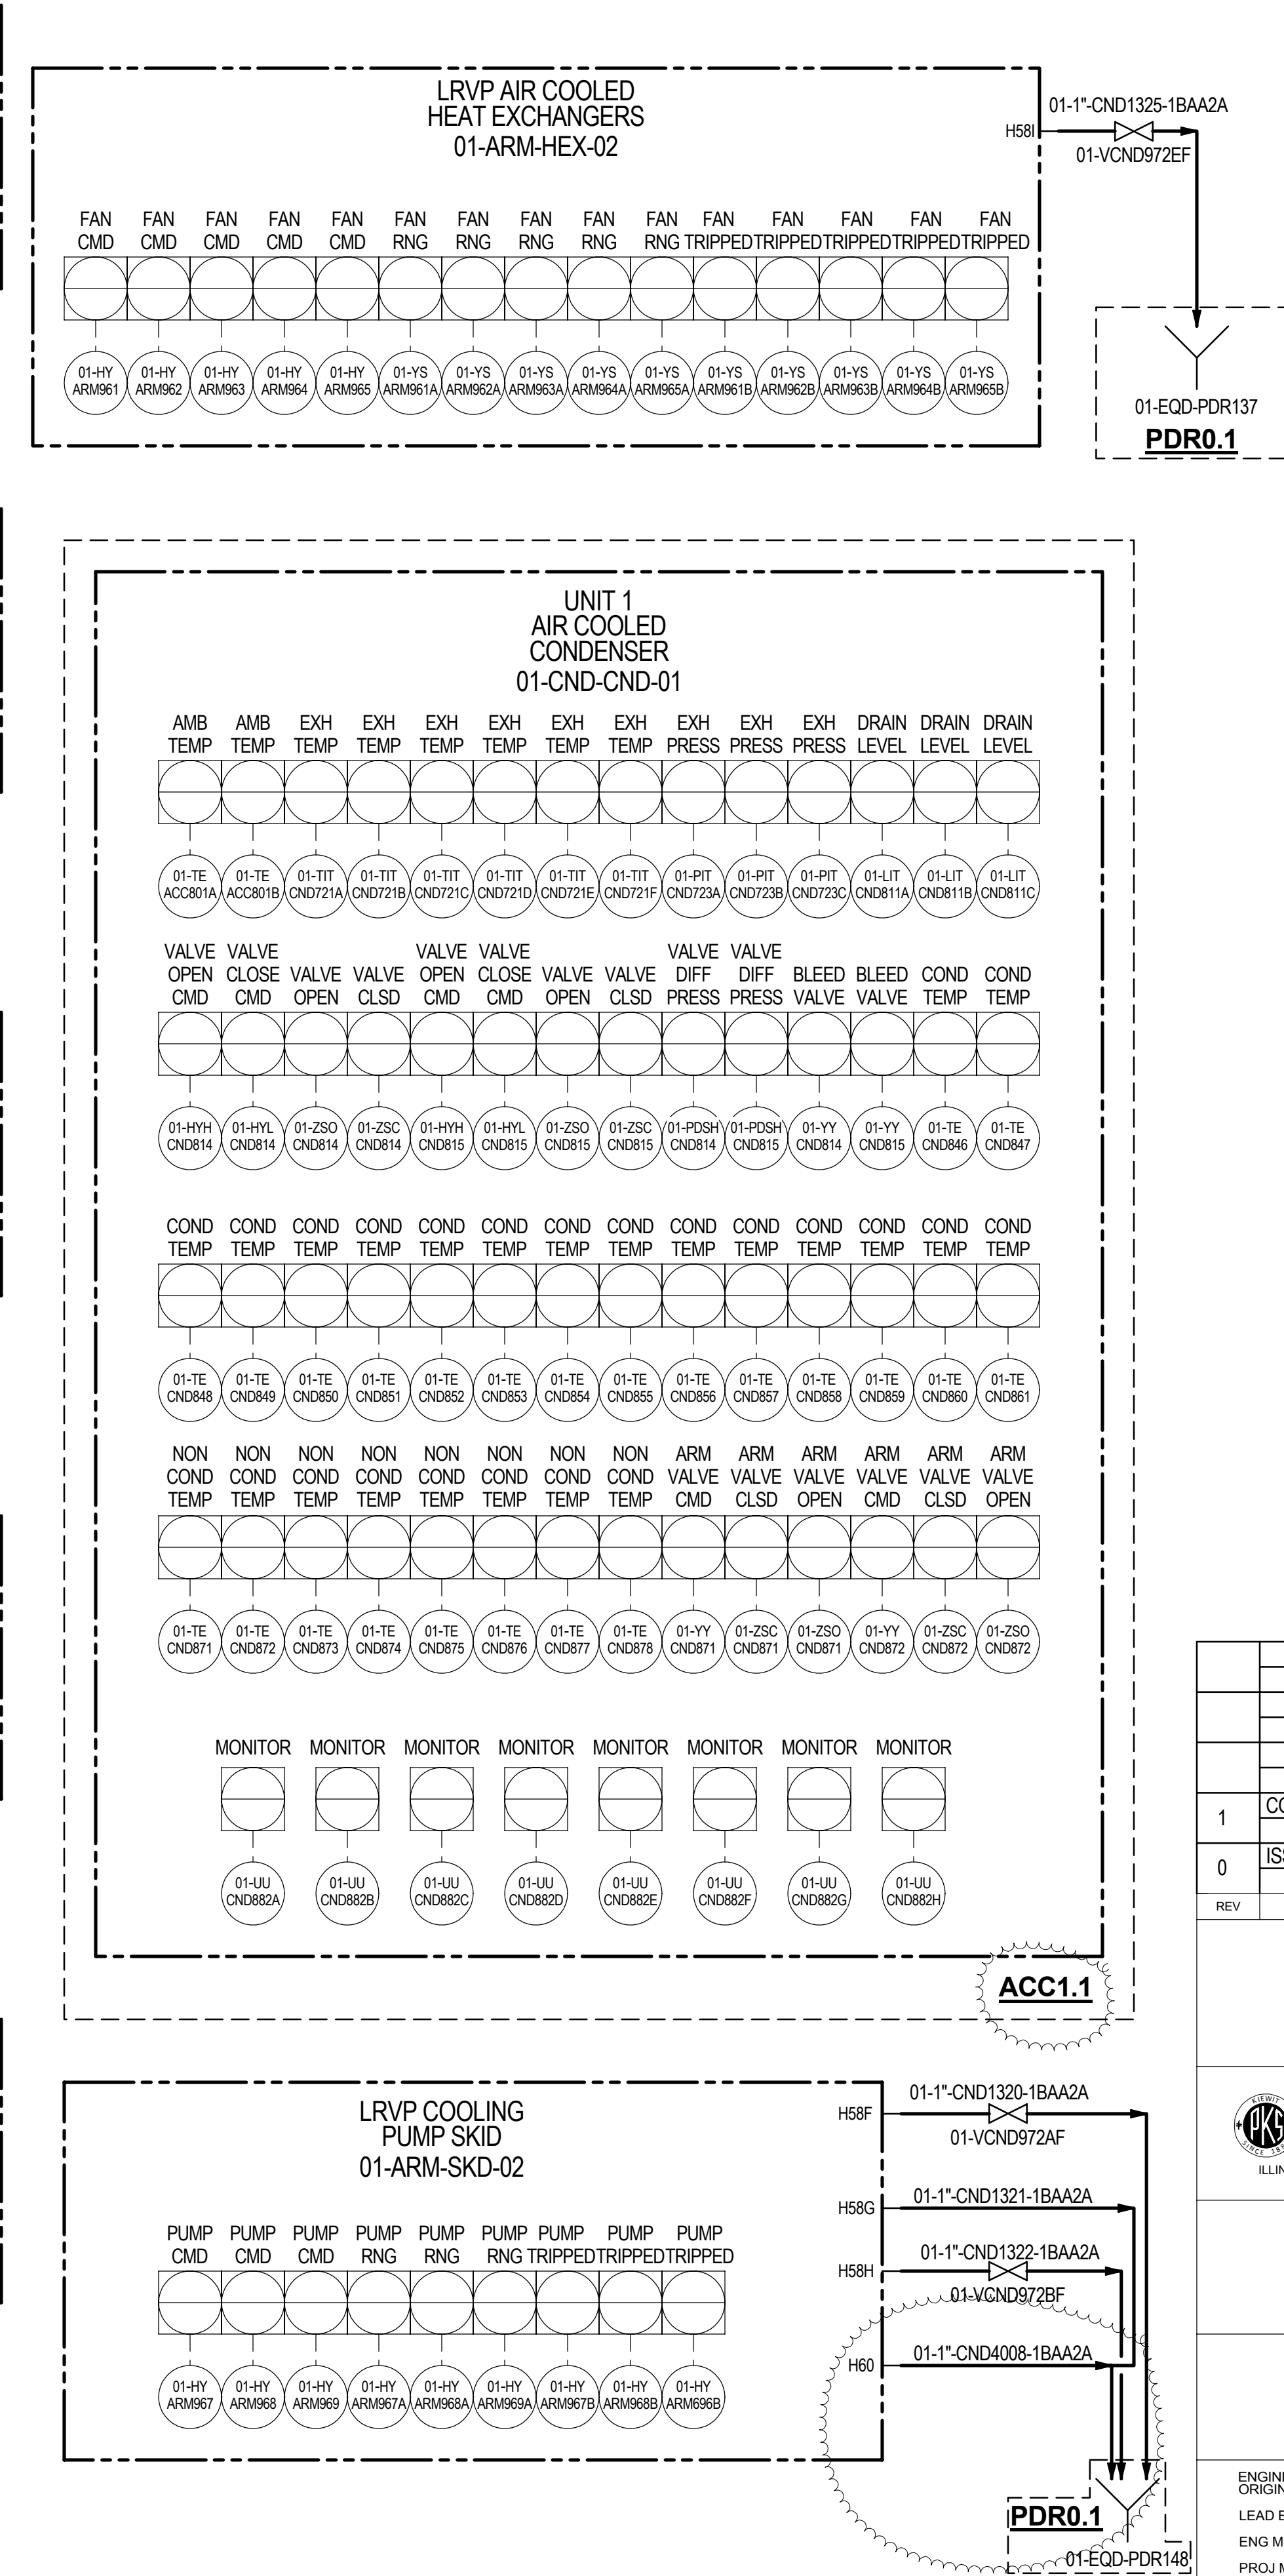 LRVP AIR COOLED
HEAT EXCHANGERS
01-ARM-HEX-02
H58I
01-1"-CND1325-1BAA2A
01-VCND972EF
FAN FAN FAN FAN FAN FAN FAN FAN FAN FAN FAN FAN FAN FAN FAN
CMD CMD CMD CMD CMD RNG RNG RNG RNG RNG TRIPPED TRIPPED TRIPPED TRIPPED TRIPPED
01-HY 01-HY 01-HY 01-HY 01-HY 01-YS 01-YS 01-YS 01-YS 01-YS 01-YS 01-YS 01-YS 01-YS 01-YS
ARM961 ARM962 ARM963 ARM964 ARM965 ARM961A ARM962A ARM963A ARM964A ARM965A ARM961B ARM962B ARM963B ARM964B ARM965B
01-EQD-PDR137
PDR0.1
UNIT 1
AIR COOLED
CONDENSER
01-CND-CND-01
AMB AMB EXH EXH EXH EXH EXH EXH EXH EXH EXH DRAIN DRAIN DRAIN
TEMP TEMP TEMP TEMP TEMP TEMP TEMP TEMP PRESS PRESS PRESS LEVEL LEVEL LEVEL
01-TE 01-TE 01-TIT 01-TIT 01-TIT 01-TIT 01-TIT 01-TIT 01-PIT 01-PIT 01-PIT 01-LIT 01-LIT 01-LIT
ACC801A ACC801B CND721A CND721B CND721C CND721D CND721E CND721F CND723A CND723B CND723C CND811A CND811B CND811C
VALVE VALVE VALVE VALVE VALVE VALVE
OPEN CLOSE VALVE VALVE OPEN CLOSE VALVE VALVE DIFF DIFF BLEED BLEED COND COND
CMD CMD OPEN CLSD CMD CMD OPEN CLSD PRESS PRESS VALVE VALVE TEMP TEMP
01-HYH 01-HYL 01-ZSO 01-ZSC 01-HYH 01-HYL 01-ZSO 01-ZSC 01-PDSH 01-PDSH 01-YY 01-YY 01-TE 01-TE
CND814 CND814 CND814 CND814 CND815 CND815 CND815 CND815 CND814 CND815 CND814 CND815 CND846 CND847
COND COND COND COND COND COND COND COND COND COND COND COND COND COND
TEMP TEMP TEMP TEMP TEMP TEMP TEMP TEMP TEMP TEMP TEMP TEMP TEMP TEMP
01-TE 01-TE 01-TE 01-TE 01-TE 01-TE 01-TE 01-TE 01-TE 01-TE 01-TE 01-TE 01-TE 01-TE
CND848 CND849 CND850 CND851 CND852 CND853 CND854 CND855 CND856 CND857 CND858 CND859 CND860 CND861
NON NON NON NON NON NON NON NON ARM ARM ARM ARM ARM ARM
COND COND COND COND COND COND COND COND VALVE VALVE VALVE VALVE VALVE VALVE
TEMP TEMP TEMP TEMP TEMP TEMP TEMP TEMP CMD CLSD OPEN CMD CLSD OPEN
01-TE 01-TE 01-TE 01-TE 01-TE 01-TE 01-TE 01-TE 01-YY 01-ZSC 01-ZSO 01-YY 01-ZSC 01-ZSO
CND871 CND872 CND873 CND874 CND875 CND876 CND877 CND878 CND871 CND871 CND871 CND872 CND872 CND872
MONITOR MONITOR MONITOR MONITOR MONITOR MONITOR MONITOR MONITOR
01-UU 01-UU 01-UU 01-UU 01-UU 01-UU 01-UU 01-UU
CND882A CND882B CND882C CND882D CND882E CND882F CND882G CND882H
ACC1.1
1
0
REV
KIEWIT
PKS
LRVP COOLING
PUMP SKID
01-ARM-SKD-02
H58F
01-1"-CND1320-1BAA2A
01-VCND972AF
H58G
01-1"-CND1321-1BAA2A
H58H
01-1"-CND1322-1BAA2A
01-VCND972BF
H60
01-1"-CND4008-1BAA2A
PUMP PUMP PUMP PUMP PUMP PUMP PUMP PUMP PUMP
CMD CMD CMD RNG RNG RNG TRIPPED TRIPPED TRIPPED
01-HY 01-HY 01-HY 01-HY 01-HY 01-HY 01-HY 01-HY 01-HY
ARM967 ARM968 ARM969 ARM967A ARM968A ARM969A ARM967B ARM968B ARM696B
PDR0.1
01-EQD-PDR148
LEAD
ENG
PROJ